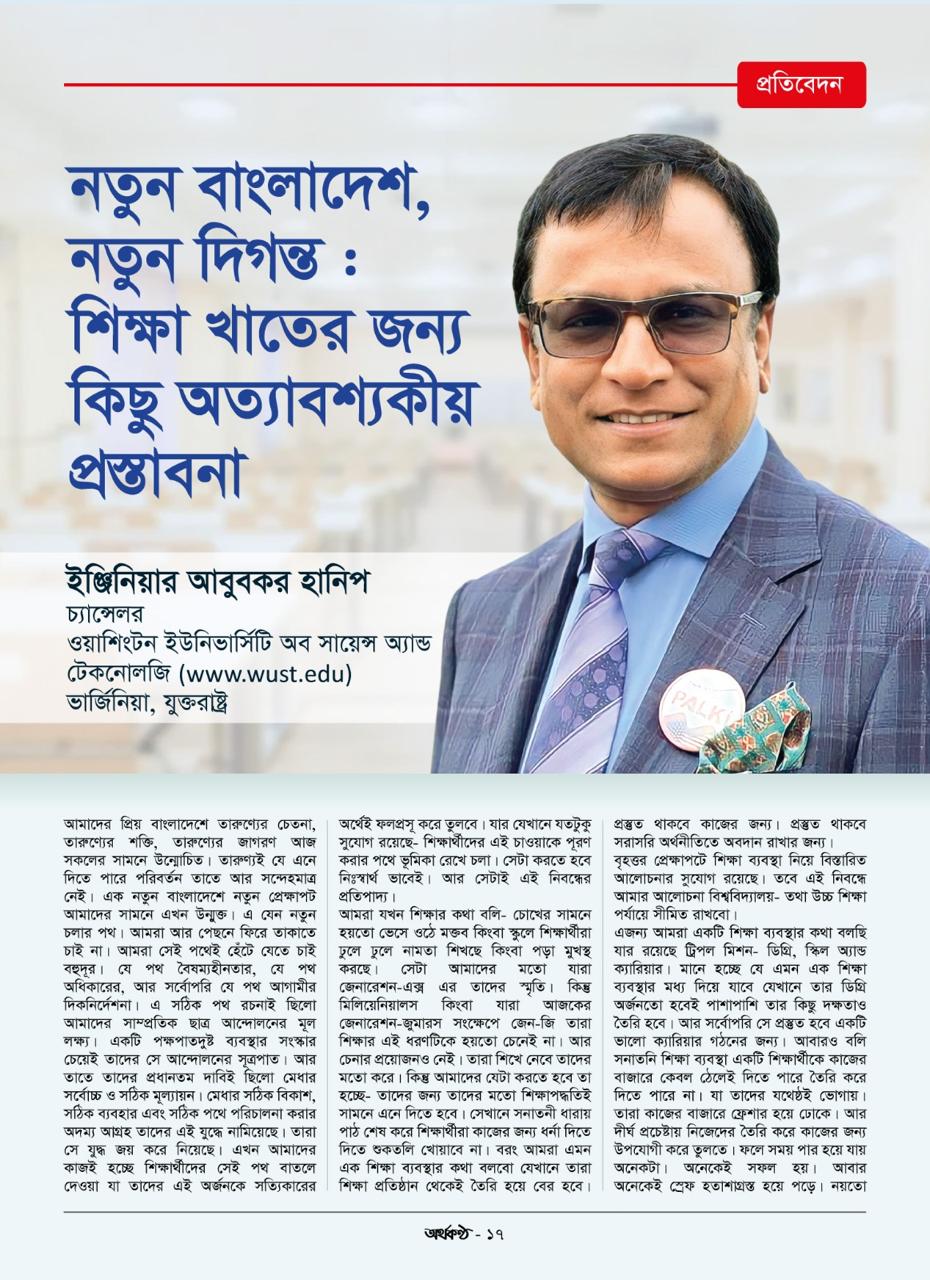 প্রতিবেদন
নতুন বাংলাদেশ,
নতুন দিগন্ত :
শিক্ষা খাতের জন্য
কিছু অত্যাবশ্যকীয়
প্রস্তাবনা
ইঞ্জিনিয়ার আবুবকর হানিপ
চ্যান্সেলর
ওয়াশিংটন ইউনিভার্সিটি অব সায়েন্স অ্যান্ড
টেকনোলজি (www.wust.edu)
ভার্জিনিয়া, যুক্তরাষ্ট্র
PALKI
আমাদের প্রিয় বাংলাদেশে তারুণ্যের চেতনা,
তারুণ্যের শক্তি, তারুণ্যের জাগরণ আজ
সকলের সামনে উন্মোচিত। তারুণ্যই যে এনে
দিতে পারে পরিবর্তন তাতে আর সন্দেহমাত্র
নেই। এক নতুন বাংলাদেশে নতুন প্রেক্ষাপট
আমাদের সামনে এখন উন্মুক্ত। এ যেন নতুন
চলার পথ। আমরা আর পেছনে ফিরে তাকাতে
চাই না। আমরা সেই পথেই হেঁটে যেতে চাই
বহুদূর। যে পথ বৈষম্যহীনতার, যে পথ
অধিকারের, আর সর্বোপরি যে পথ আগামীর
দিকনির্দেশনা। এ সঠিক পথ রচনাই ছিলো
আমাদের সাম্প্রতিক ছাত্র আন্দোলনের মূল
লক্ষ্য। একটি পক্ষপাতদুষ্ট ব্যবস্থার সংস্কার
চেয়েই তাদের সে আন্দোলনের সূত্রপাত। আর
তাতে তাদের প্রধানতম দাবিই ছিলো মেধার
সর্বোচ্চ ও সঠিক মূল্যায়ন। মেধার সঠিক বিকাশ,
সঠিক ব্যবহার এবং সঠিক পথে পরিচালনা করার
অদম্য আগ্রহ তাদের এই যুদ্ধে নামিয়েছে। তারা
সে যুদ্ধ জয় করে নিয়েছে। এখন আমাদের
কাজই হচ্ছে শিক্ষার্থীদের সেই পথ বাতলে
দেওয়া যা তাদের এই অর্জনকে সত্যিকারের
অর্থেই ফলপ্রসূ করে তুলবে। যার যেখানে যতটুকু
সুযোগ রয়েছে- শিক্ষার্থীদের এই চাওয়াকে পূরণ
করার পথে ভূমিকা রেখে চলা। সেটা করতে হবে
নিঃস্বার্থ ভাবেই। আর সেটাই এই নিবন্ধের
প্রতিপাদ্য।
আমরা যখন শিক্ষার কথা বলি- চোখের সামনে
হয়তো ভেসে ওঠে মক্তব কিংবা স্কুলে শিক্ষার্থীরা
ঢুলে ঢুলে নামতা শিখছে কিংবা পড়া মুখস্থ
করছে। সেটা আমাদের মতো যারা
জেনারেশন-এক্স এর তাদের স্মৃতি। কিন্তু
মিলিয়েনিয়ালস কিংবা যারা আজকের
জেনারেশন-জুমারস সংক্ষেপে জেন-জি তারা
শিক্ষার এই ধরণটিকে হয়তো চেনেই না। আর
চেনার প্রয়োজনও নেই। তারা শিখে নেবে তাদের
মতো করে। কিন্তু আমাদের যেটা করতে হবে তা
হচ্ছে- তাদের জন্য তাদের মতো শিক্ষাপদ্ধতিই
সামনে এনে দিতে হবে। সেখানে সনাতনী ধারায়
পাঠ শেষ করে শিক্ষার্থীরা কাজের জন্য ধর্না দিতে
দিতে শুকতলি খোয়াবে না। বরং আমরা এমন
এক শিক্ষা ব্যবস্থার কথা বলবো যেখানে তারা
শিক্ষা প্রতিষ্ঠান থেকেই তৈরি হয়ে বের হবে।
প্রস্তুত থাকবে কাজের জন্য। প্রস্তুত থাকবে
সরাসরি অর্থনীতিতে অবদান রাখার জন্য।
বৃহত্তর প্রেক্ষাপটে শিক্ষা ব্যবস্থা নিয়ে বিস্তারিত
আলোচনার সুযোগ রয়েছে। তবে এই নিবন্ধে
আমার আলোচনা বিশ্ববিদ্যালয়- তথা উচ্চ শিক্ষা
পর্যায়ে সীমিত রাখবো।
এজন্য আমরা একটি শিক্ষা ব্যবস্থার কথা বলছি
যার রয়েছে ট্রিপল মিশন- ডিগ্রি, স্কিল অ্যান্ড
ক্যারিয়ার। মানে হচ্ছে যে এমন এক শিক্ষা
ব্যবস্থার মধ্য দিয়ে যাবে যেখানে তার ডিগ্রি
অর্জনতো হবেই পাশাপাশি তার কিছু দক্ষতাও
তৈরি হবে। আর সর্বোপরি সে প্রস্তুত হবে একটি
ভালো ক্যারিয়ার গঠনের জন্য। আবারও বলি
সনাতনি শিক্ষা ব্যবস্থা একটি শিক্ষার্থীকে কাজের
বাজারে কেবল ঠেলেই দিতে পারে তৈরি করে
দিতে পারে না। যা তাদের যথেষ্টই ভোগায়।
তারা কাজের বাজারে ফ্রেশার হয়ে ঢোকে। আর
দীর্ঘ প্রচেষ্টায় নিজেদের তৈরি করে কাজের জন্য
উপযোগী করে তুলতে। ফলে সময় পার হয়ে যায়
অনেকটা। অনেকেই সফল হয়। আবার
অনেকেই স্রেফ হতাশাগ্রস্ত হয়ে পড়ে। নয়তো
অর্থকণ্ঠ - ১৭